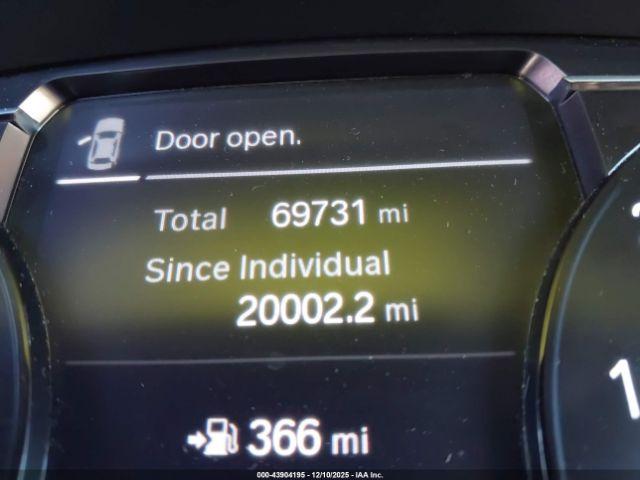 Door open.
Total 69731 mi
Since Individual
20002.2 mi
366 mi
1
000-43904195 - 12/10/2025 - IAA Inc.